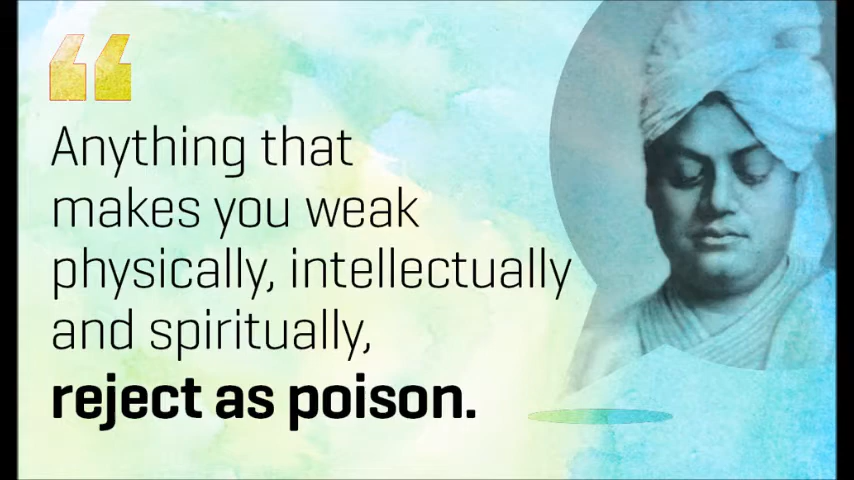 “
Anything that
makes you weak
physically, intellectually
and spiritually,
reject as poison.